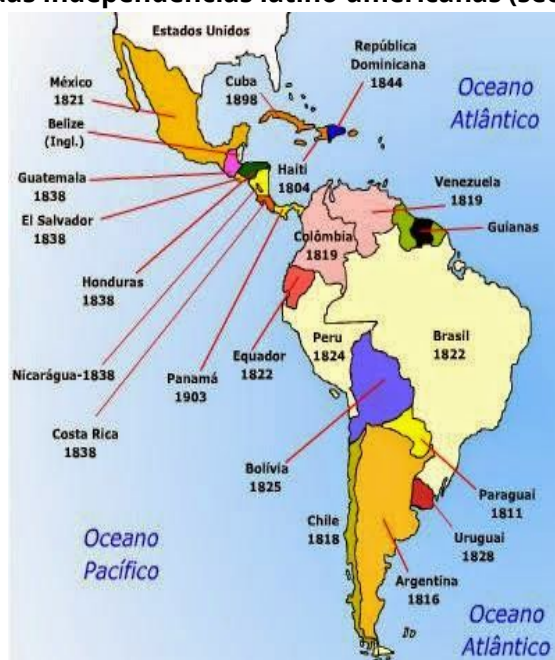 das independências latino-americanas (séc
Estados Unidos
República
Dominicana
1844
México
1821
Cuba
1898
Oceano
Atlântico
Belize
(Ingl.)
Haiti
1804
Guatemala
1838
Venezuela
1819
El Salvador
1838
Colômbia
1819
Guianas
Honduras
1838
Peru
1824
Brasil
1822
Equador
1822
Nicarágua-1838
Panamá
1903
Costa Rica
1838
Bolívia
1825
Paraguai
1811
Chile
1818
Uruguai
1828
Oceano
Pacífico
Argentina
1816
Oceano
Atlântico